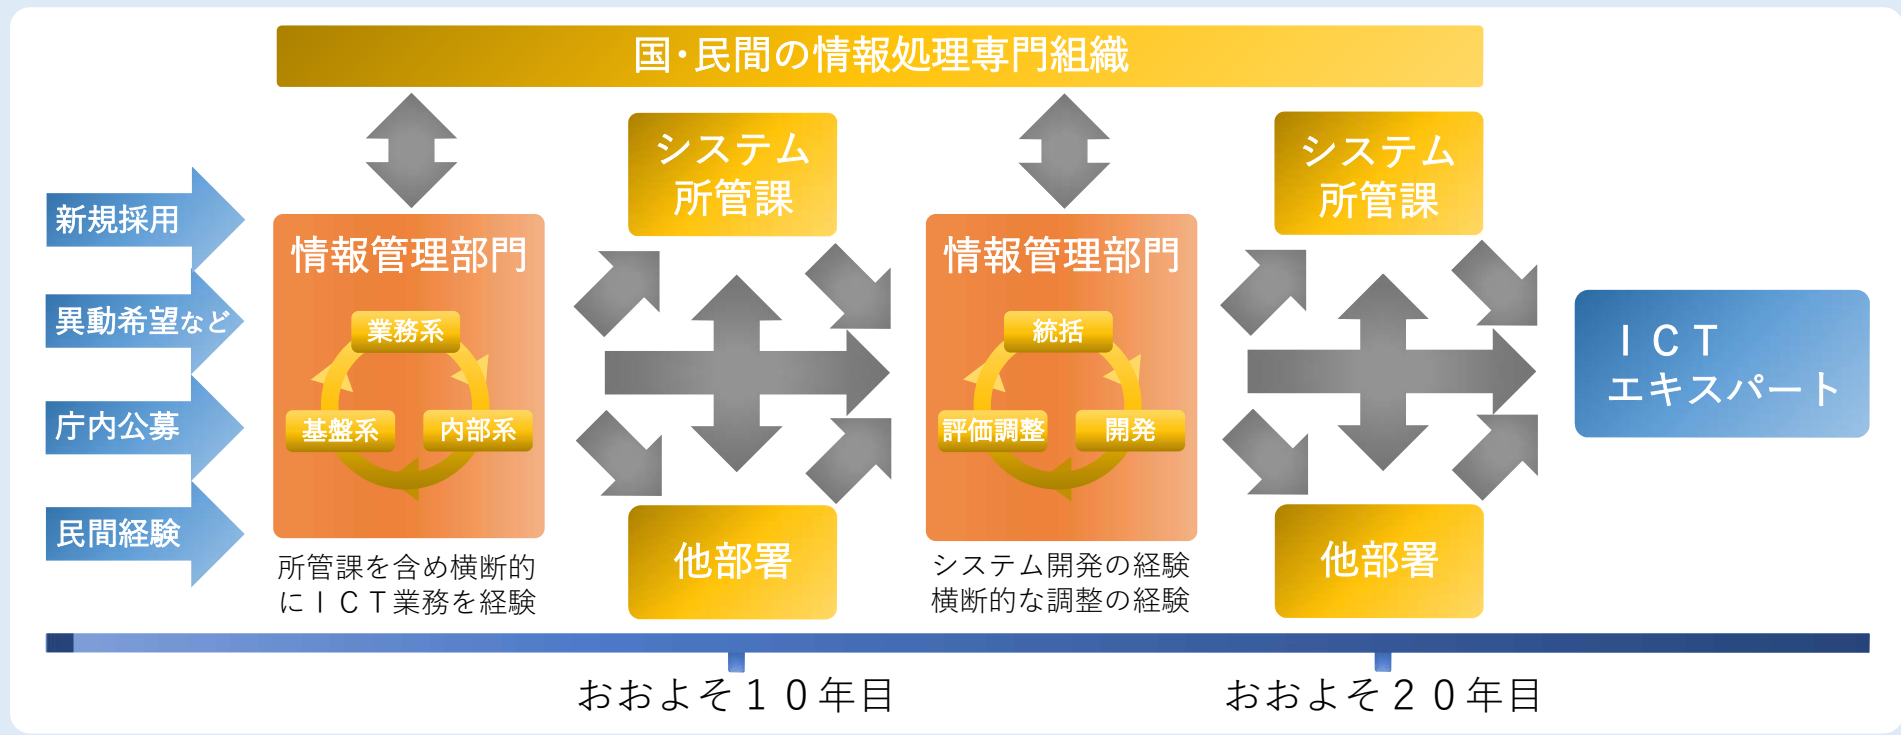 国・民間の情報処理専門組織
新規採用
異動希望など
庁内公募
民間経験
情報管理部門
業務系
基盤系
内部系
所管課を含め横断的
にＩＣＴ業務を経験
システム
所管課
他部署
情報管理部門
統括
評価調整
開発
システム開発の経験
横断的な調整の経験
システム
所管課
他部署
ＩＣＴ
エキスパート
おおよそ１０年目
おおよそ２０年目